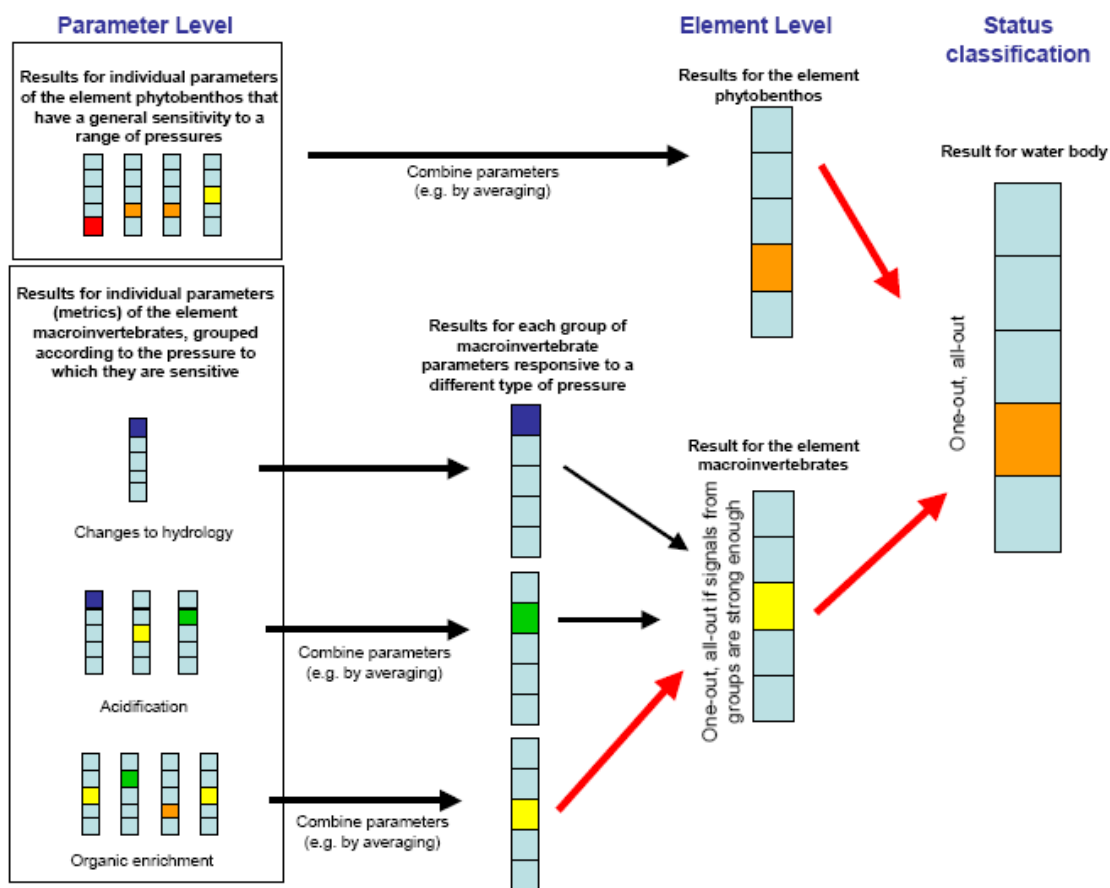 Parameter Level
Element Level
Status
classification
Results for individual parameters
of the element phytobenthos that
have a general sensitivity to a
range of pressures
Combine parameters
(e.g. by averaging)
Results for the element
phytobenthos
Result for water body
One-out, all-out
Results for individual parameters
(metrics) of the element
macroinvertebrates, grouped
according to the pressure to
which they are sensitive
Results for each group of
macroinvertebrate
parameters responsive to a
different type of pressure
Result for the element
macroinvertebrates
One-out, all-out if signals from
groups are strong enough
Changes to hydrology
Combine parameters
(e.g. by averaging)
Acidification
Combine parameters
(e.g. by averaging)
Organic enrichment